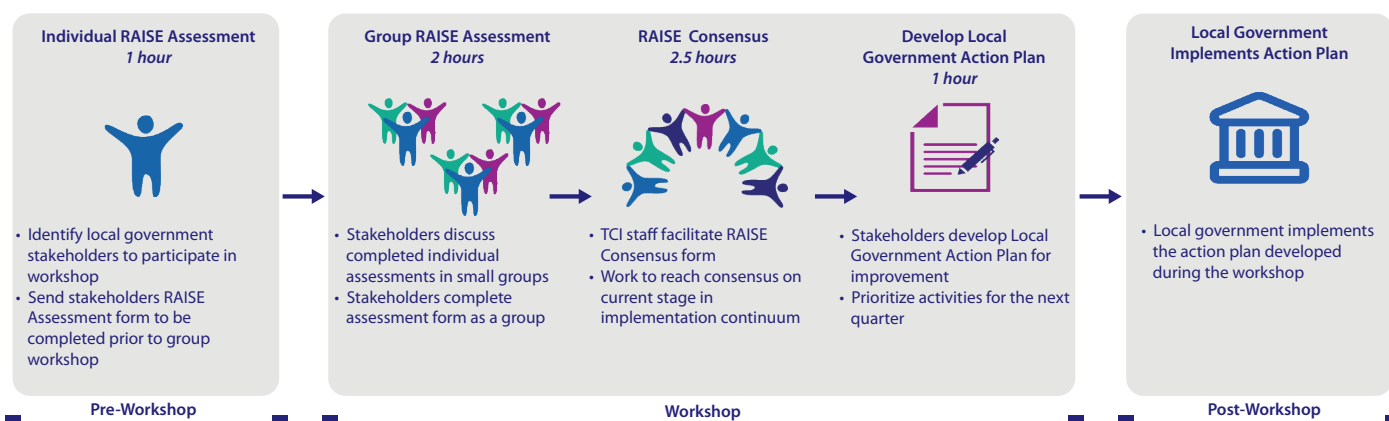 Individual RAISE Assessment
1 hour
• Identify local government
stakeholders to participate in
workshop
• Send stakeholders RAISE
Assessment form to be
completed prior to group
workshop
Pre-Workshop
Group RAISE Assessment
2 hours
• Stakeholders discuss
completed individual
assessments in small groups
• Stakeholders complete
assessment form as a group
RAISE Consensus
2.5 hours
• TCI staff facilitate RAISE
Consensus form
• Work to reach consensus on
current stage in
implementation continuum
Develop Local
Government Action Plan
1 hour
• Stakeholders develop Local
Government Action Plan for
improvement
• Prioritize activities for the next
quarter
Workshop
Local Government
Implements Action Plan
• Local government implements
the action plan developed
during the workshop
Post-Workshop